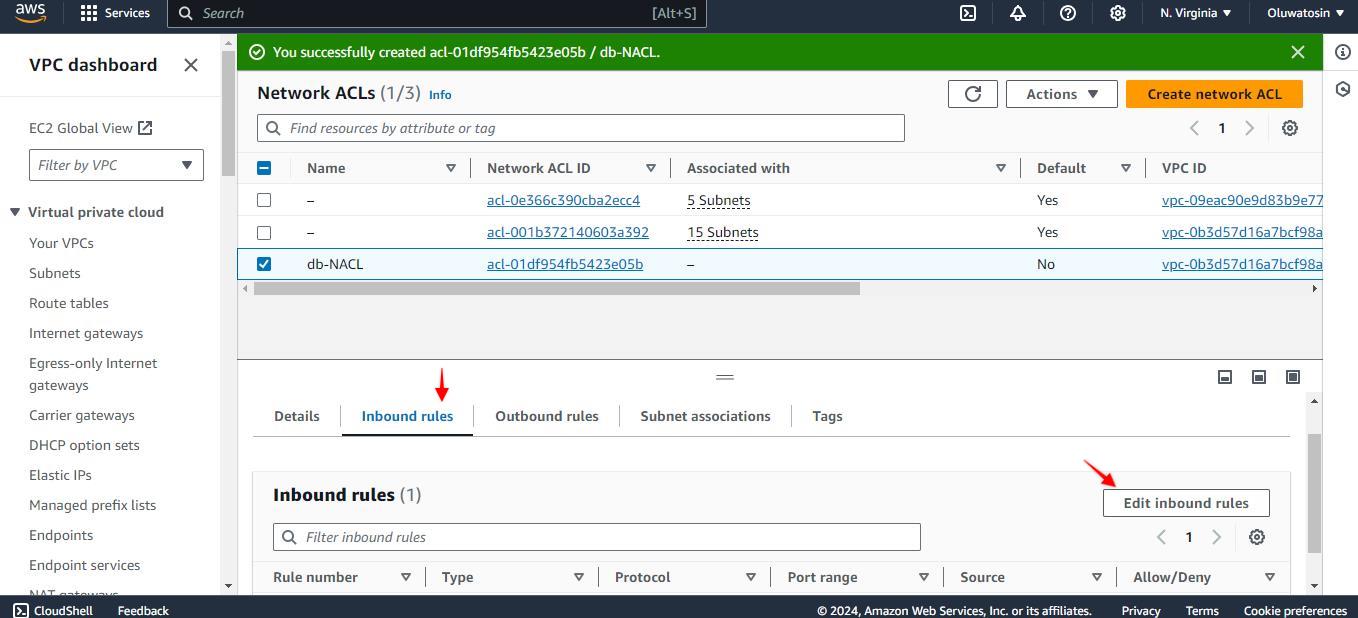 aws Services Search [Alt+S] N. Virginia Oluwatosin
VPC dashboard
EC2 Global View
Filter by VPC
Virtual private cloud
Your VPCs
Subnets
Route tables
Internet gateways
Egress-only Internet
gateways
Carrier gateways
DHCP option sets
Elastic IPs
Managed prefix lists
Endpoints
Endpoint services
NAT gateways
You successfully created acl-01df954fb5423e05b / db-NACL.
Network ACLs (1/3) Info
Actions Create network ACL
Find resources by attribute or tag
1
Name Network ACL ID Associated with Default VPC ID
– acl-0e366c390cba2ecc4 5 Subnets Yes vpc-09eac90e9d83b9e77
– acl-001b372140603a392 15 Subnets Yes vpc-0b3d57d16a7bcf98a
db-NACL acl-01df954fb5423e05b – No vpc-0b3d57d16a7bcf98a
Details Inbound rules Outbound rules Subnet associations Tags
Inbound rules (1)
Edit inbound rules
Filter inbound rules
1
Rule number Type Protocol Port range Source Allow/Deny
CloudShell Feedback © 2024, Amazon Web Services, Inc. or its affiliates. Privacy Terms Cookie preferences